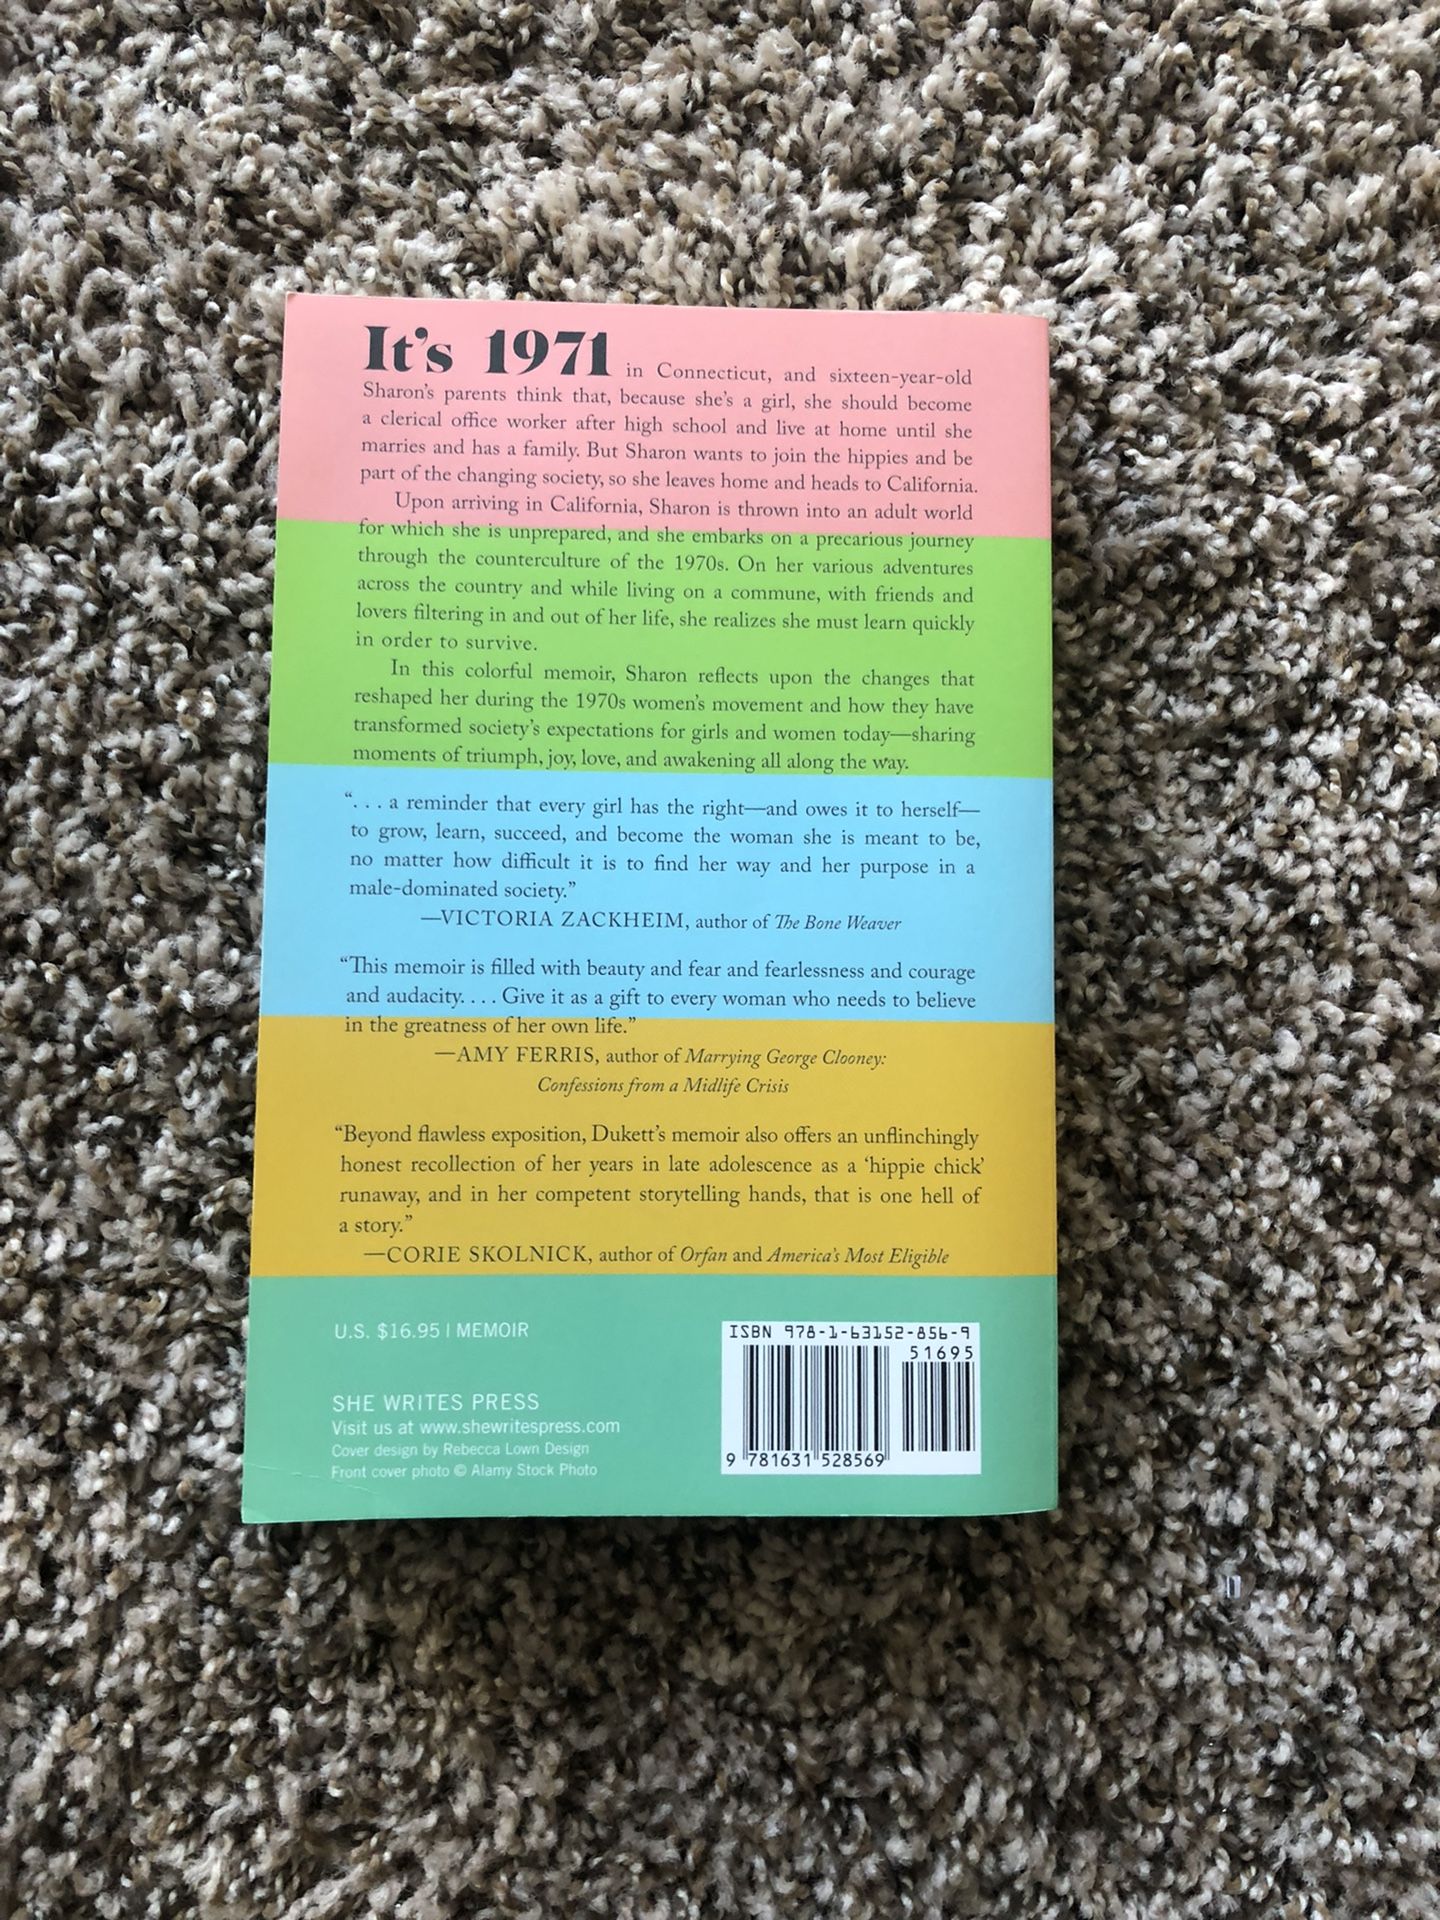 It's 1971 in Connecticut, and sixteen-year-old
Sharon's parents think that, because she's a girl, she should become
a clerical office worker after high school and live at home until she
marries and has a family. But Sharon wants to join the hippies and be
part of the changing society, so she leaves home and heads to California.
Upon arriving in California, Sharon is thrown into an adult world
for which she is unprepared, and she embarks on a precarious journey
through the counterculture of the 1970s. On her various adventures
across the country and while living on a commune, with friends and
lovers filtering in and out of her life, she realizes she must learn quickly
in order to survive.
In this colorful memoir, Sharon reflects upon the changes that
reshaped her during the 1970s women's movement and how they have
transformed society's expectations for girls and women today—sharing
moments of triumph, joy, love, and awakening all along the way.
“. . . a reminder that every girl has the right—and owes it to herself—
to grow, learn, succeed, and become the woman she is meant to be,
no matter how difficult it is to find her way and her purpose in a
male-dominated society.”
—VICTORIA ZACKHEIM, author of The Bone Weaver
“This memoir is filled with beauty and fear and fearlessness and courage
and audacity. . . . Give it as a gift to every woman who needs to believe
in the greatness of her own life.”
—AMY FERRIS, author of Marrying George Clooney:
Confessions from a Midlife Crisis
“Beyond flawless exposition, Dukett's memoir also offers an unflinchingly
honest recollection of her years in late adolescence as a ‘hippie chick’
runaway, and in her competent storytelling hands, that is one hell of
a story.”
—CORIE SKOLNICK, author of Orfan and America's Most Eligible
U.S. $16.95 | MEMOIR
SHE WRITES PRESS
Visit us at www.shewritespress.com
Cover design by Rebecca Lown Design
Front cover photo © Alamy Stock Photo
ISBN 978-1-63152-856-9
51695
9 781631 528569